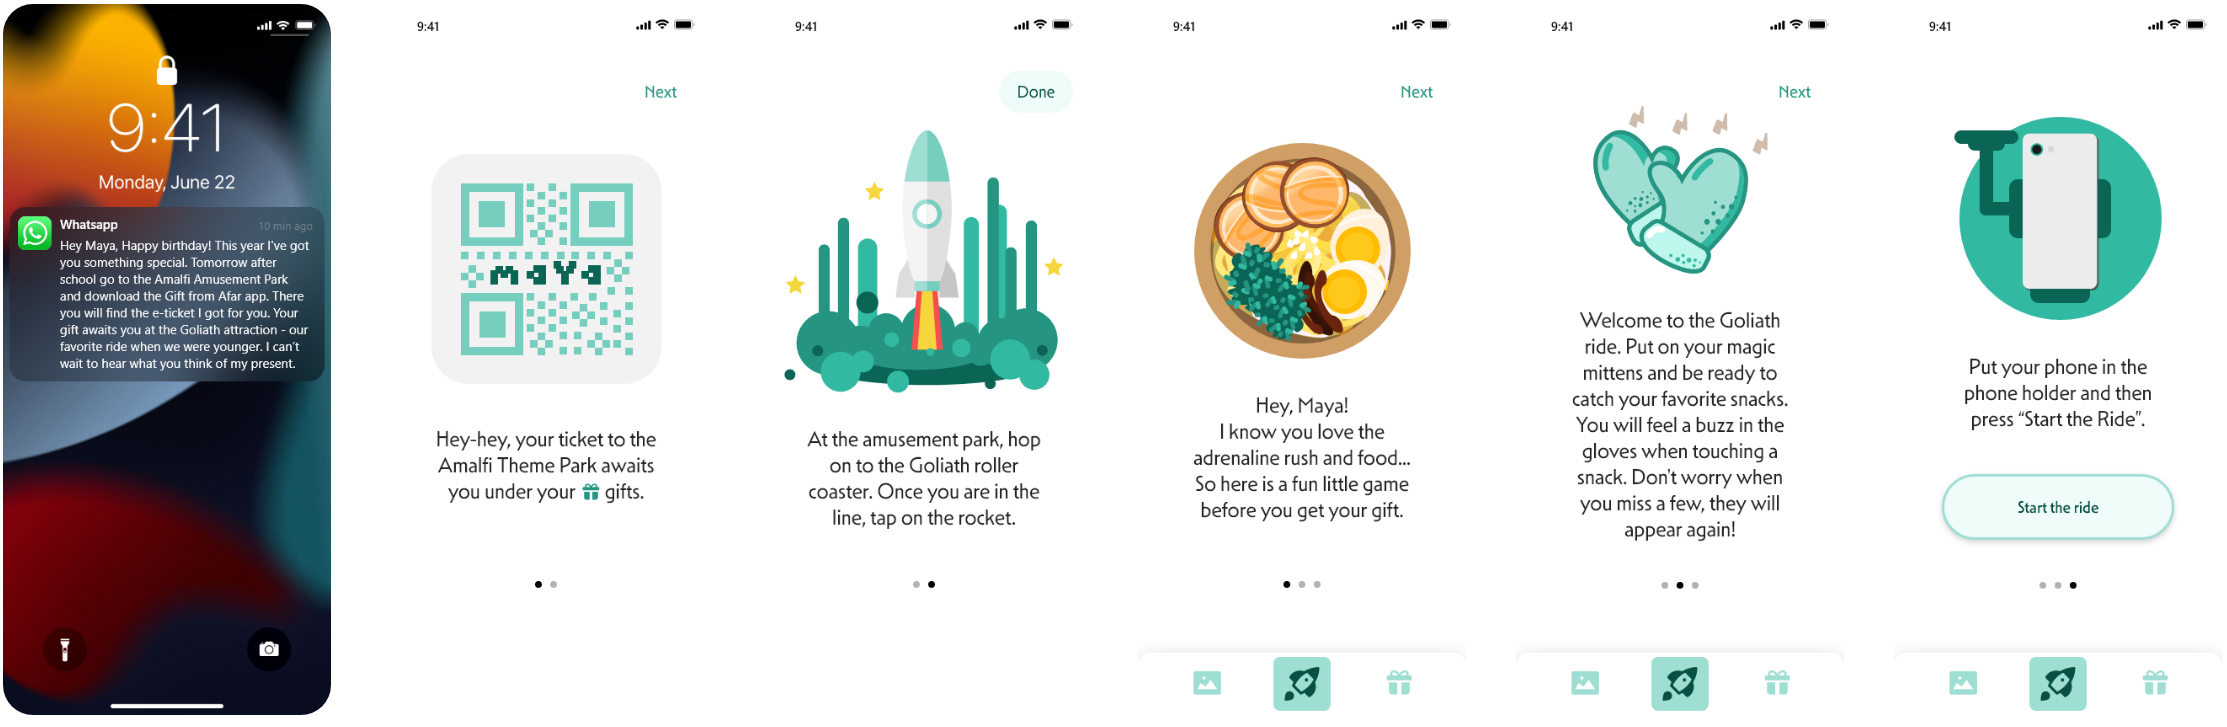 9:41
Monday, June 22
Whatsapp
10 min ago
Hey Maya, Happy birthday! This year I've got
you something special. Tomorrow after
school go to the Amalfi Amusement Park
and download the Gift from Afar app. There
you will find the e-ticket I got for you. Your
gift awaits you at the Goliath attraction - our
favorite ride when we were younger. I can't
wait to hear what you think of my present.
9:41
Next
MaYa
Hey-hey, your ticket to the
Amalfi Theme Park awaits
you under your gifts.
9:41
Done
At the amusement park, hop
on to the Goliath roller
coaster. Once you are in the
line, tap on the rocket.
9:41
Next
Hey, Maya!
I know you love the
adrenaline rush and food...
So here is a fun little game
before you get your gift.
9:41
Next
Welcome to the Goliath
ride. Put on your magic
mittens and be ready to
catch your favorite snacks.
You will feel a buzz in the
gloves when touching a
snack. Don't worry when
you miss a few, they will
appear again!
9:41
Put your phone in the
phone holder and then
press “Start the Ride”.
Start the ride